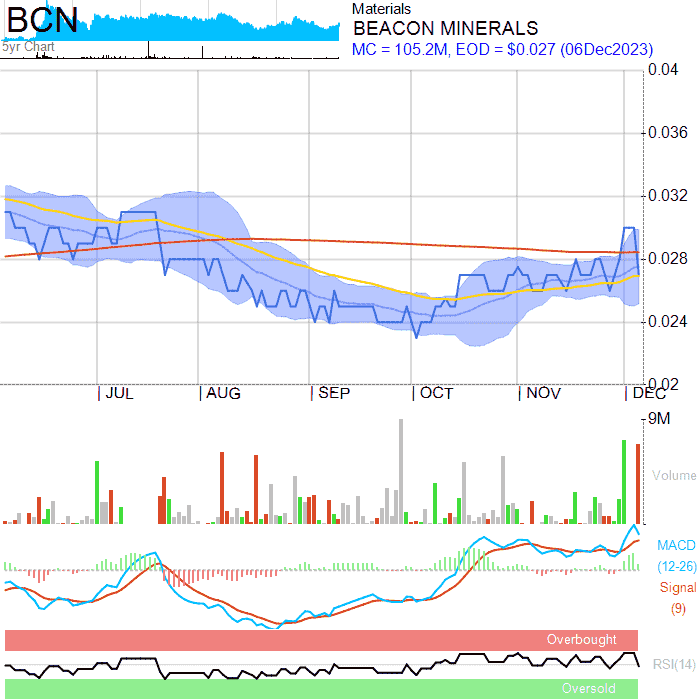 BCN
5yr Chart
Materials
BEACON MINERALS
MC = 105.2M, EOD = $0.027 (06Dec2023)
0.04
0.036
0.032
0.028
0.024
0.02
JUL AUG SEP OCT NOV DEC
9M
Volume
MACD
(12-26)
Signal
(9)
Overbought
RSI(14)
Oversold